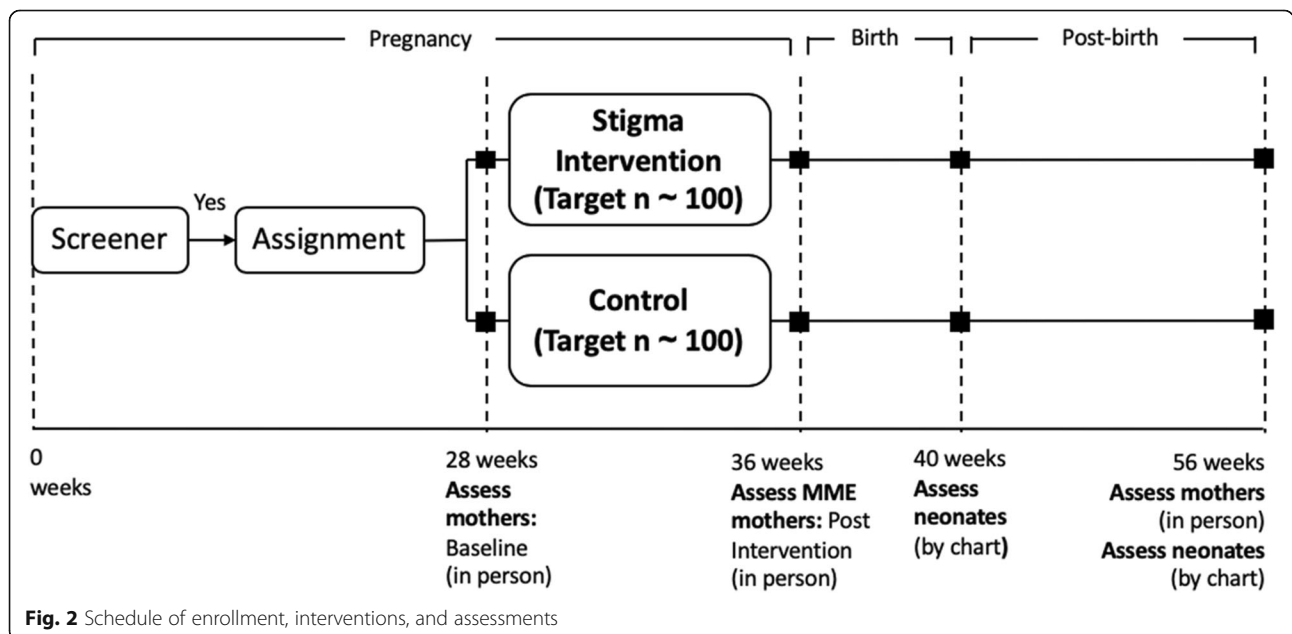 Pregnancy
Birth
Post-birth
Stigma
Intervention
(Target n ~ 100)
Screener
Yes
Assignment
Control
(Target n ~ 100)
0
weeks
28 weeks
Assess
mothers:
Baseline
(in person)
36 weeks
Assess MME
mothers: Post
Intervention
(in person)
40 weeks
Assess
neonates
(by chart)
56 weeks
Assess mothers
(in person)
Assess neonates
(by chart)
Fig. 2 Schedule of enrollment, interventions, and assessments